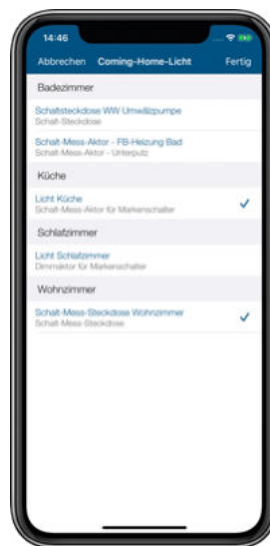 14:46
Abbrechen Coming-Home-Licht Fertig
Badezimmer
Schaltsteckdose WW Umwälzpumpe
Schalt-Steckdose
Schalt-Mess-Aktor - FB-Heizung Bad
Schalt-Mess-Aktor - Unterputz
Küche
Licht Küche
Schalt-Mess-Aktor für Markenschalter
Schlafzimmer
Licht Schlafzimmer
Dimmaktor für Markenschalter
Wohnzimmer
Schalt-Mess-Steckdose Wohnzimmer
Schalt-Mess-Steckdose